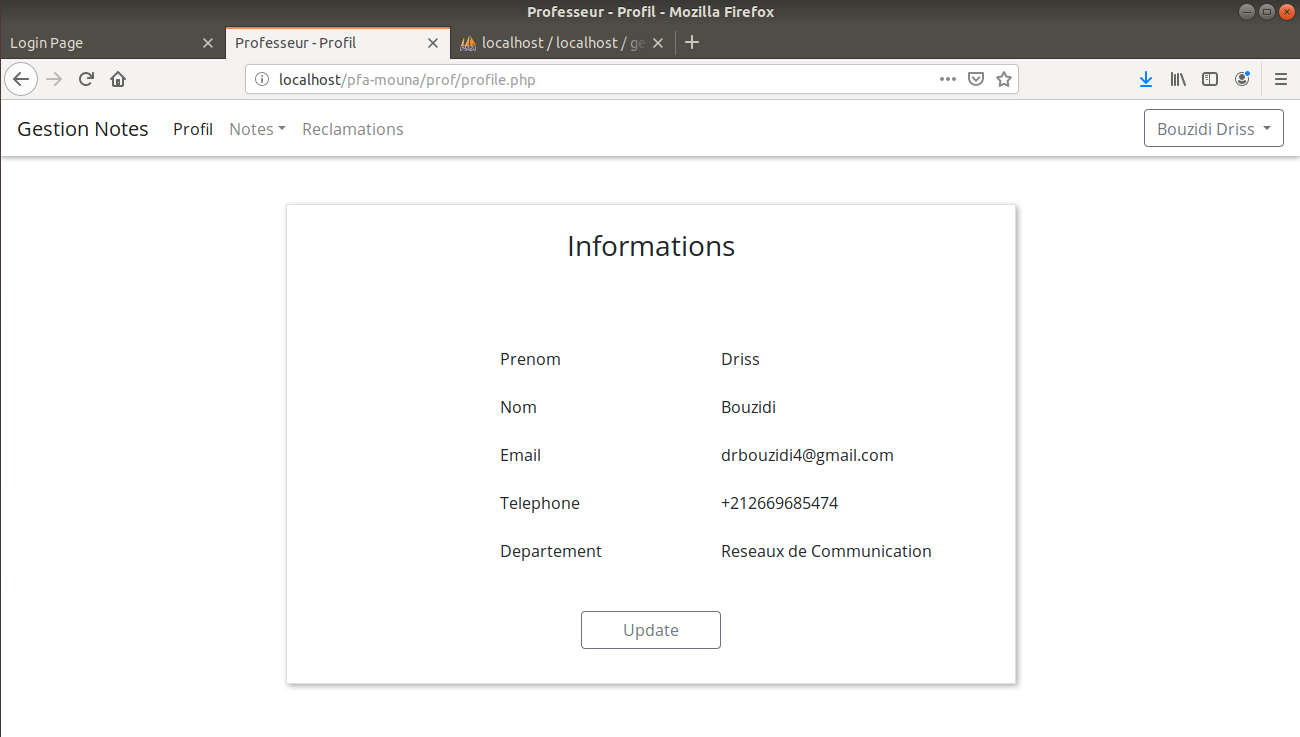 Professeur - Profil - Mozilla Firefox
Login Page
Professeur - Profil
localhost / localhost / ge
localhost/pfa-mouna/prof/profile.php
Gestion Notes Profil Notes Reclamations Bouzidi Driss
Informations
Prenom Driss
Nom Bouzidi
Email drbouzidi4@gmail.com
Telephone +212669685474
Departement Reseaux de Communication
Update